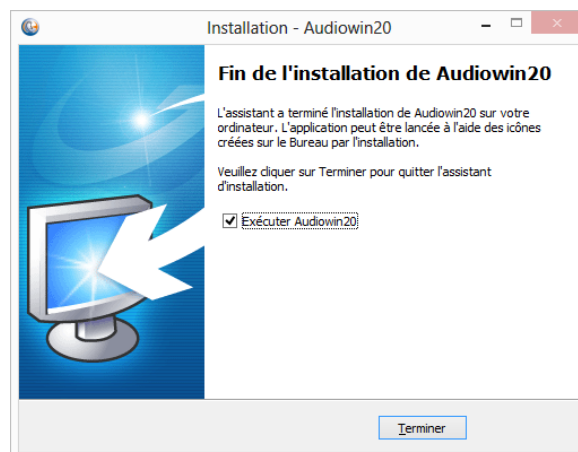 Installation - Audiowin20
Fin de l'installation de Audiowin20
L'assistant a terminé l'installation de Audiowin20 sur votre
ordinateur. L'application peut être lancée à l'aide des icônes
créées sur le Bureau par l'installation.
Veuillez cliquer sur Terminer pour quitter l'assistant
d'installation.
Exécuter Audiowin20
Terminer